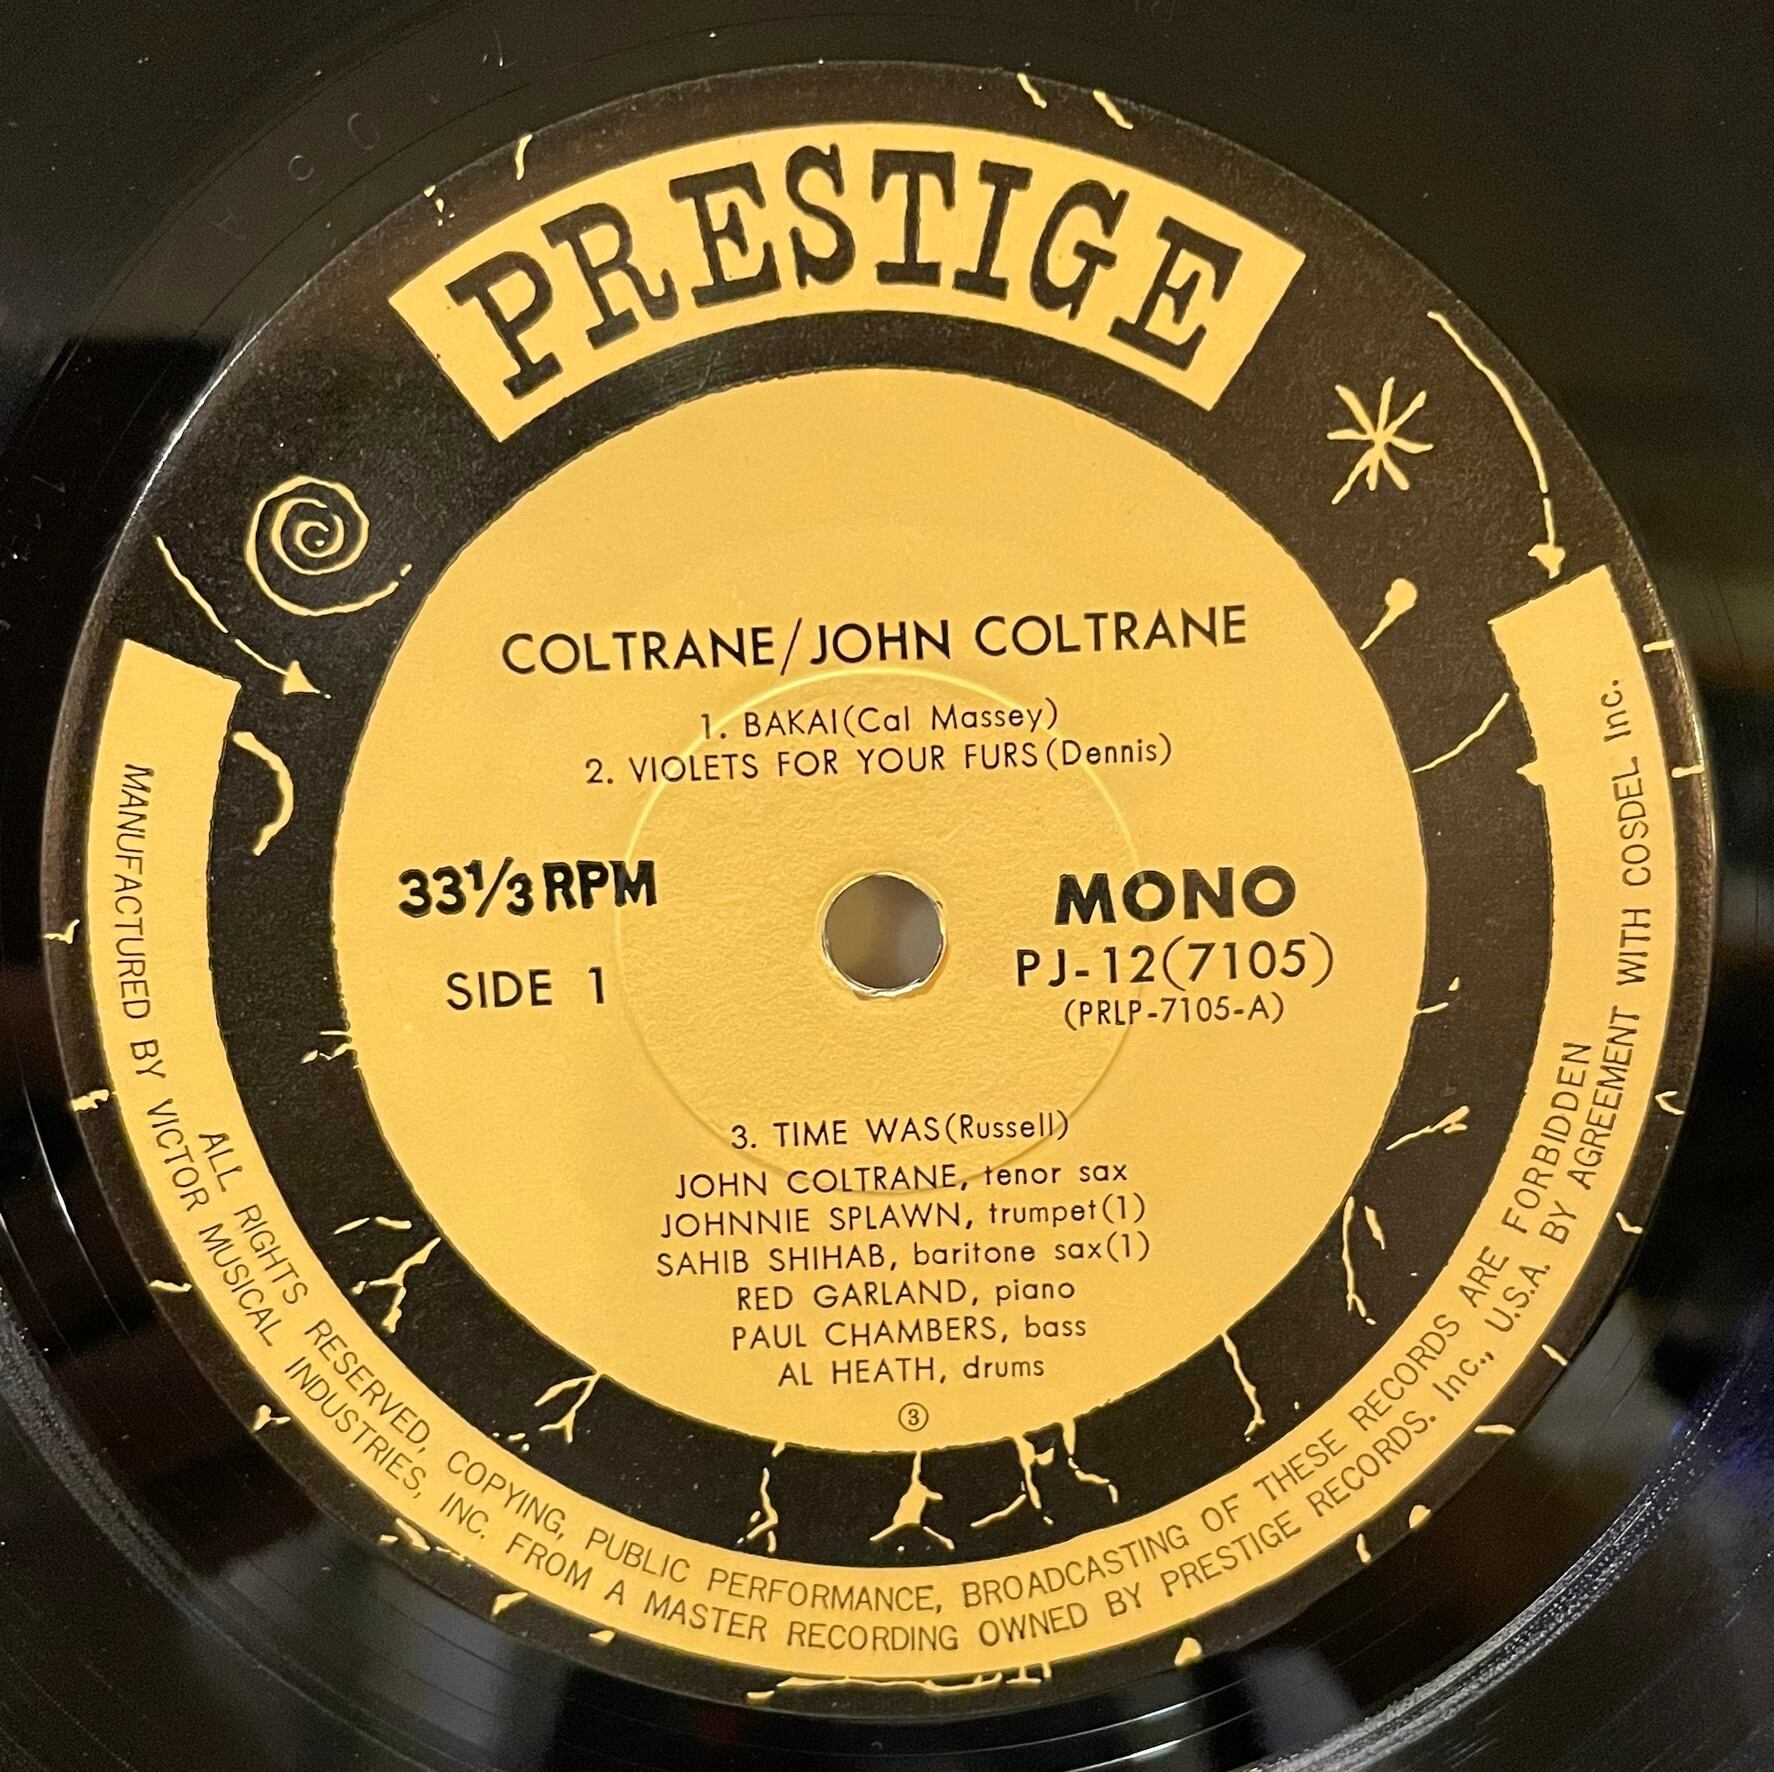 PRESTIGE
COLTRANE/JOHN COLTRANE
1. BAKAI(Cal Massey)
2. VIOLETS FOR YOUR FURS(Dennis)
33⅓ RPM
SIDE 1
MONO
PJ-12(7105)
(PRLP-7105-A)
3. TIME WAS(Russell)
JOHN COLTRANE, tenor sax
JOHNNIE SPLAWN, trumpet(1)
SAHIB SHIHAB, baritone sax(1)
RED GARLAND, piano
PAUL CHAMBERS, bass
AL HEATH, drums
③
ALL RIGHTS RESERVED, COPYING, PUBLIC PERFORMANCE, BROADCASTING OF THESE RECORDS ARE FORBIDDEN
MANUFACTURED BY VICTOR MUSICAL INDUSTRIES, INC. FROM A MASTER RECORDING OWNED BY PRESTIGE RECORDS. Inc., U.S.A. BY AGREEMENT WITH COSDEL Inc.